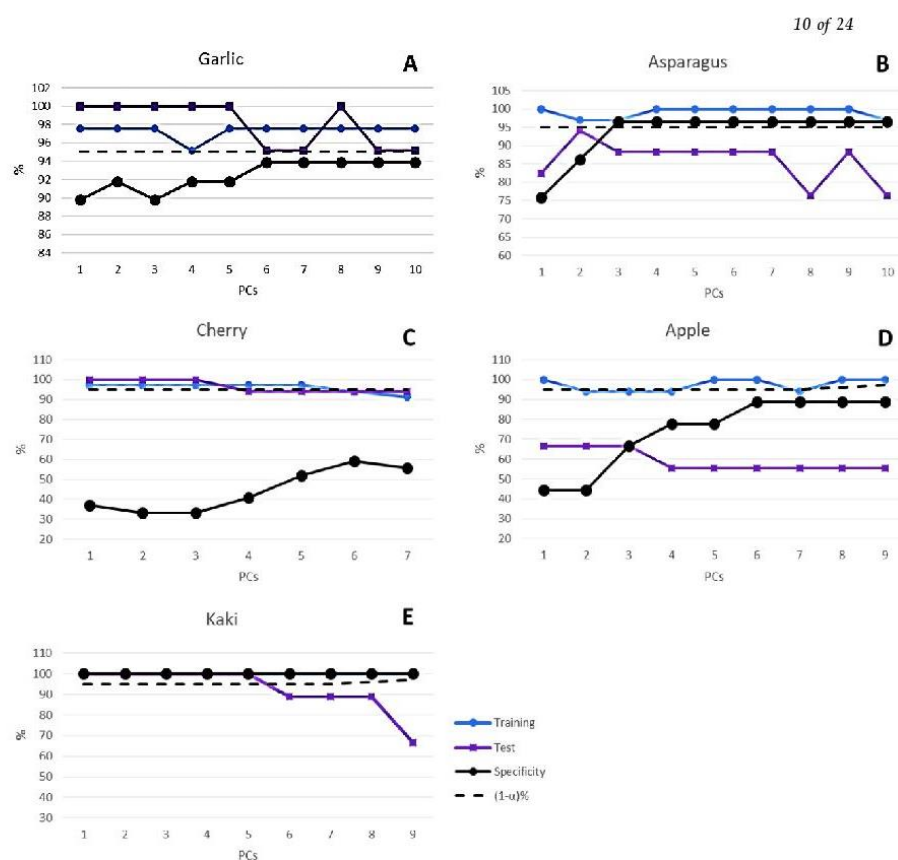 10 of 24
Garlic
A
100
98
96
94
92
90
88
86
84
%
1 2 3 4 5 6 7 8 9 10
PCs
Asparagus
B
105
100
95
90
85
80
75
70
65
60
%
1 2 3 4 5 6 7 8 9 10
PCs
Cherry
C
110
100
90
80
70
60
50
40
30
20
%
1 2 3 4 5 6 7
PCs
Apple
D
110
100
90
80
70
60
50
40
30
20
%
1 2 3 4 5 6 7 8 9
PCs
Kaki
E
110
100
90
80
70
60
50
40
30
%
1 2 3 4 5 6 7 8 9
PCs
Training
Test
Specificity
(1-α)%